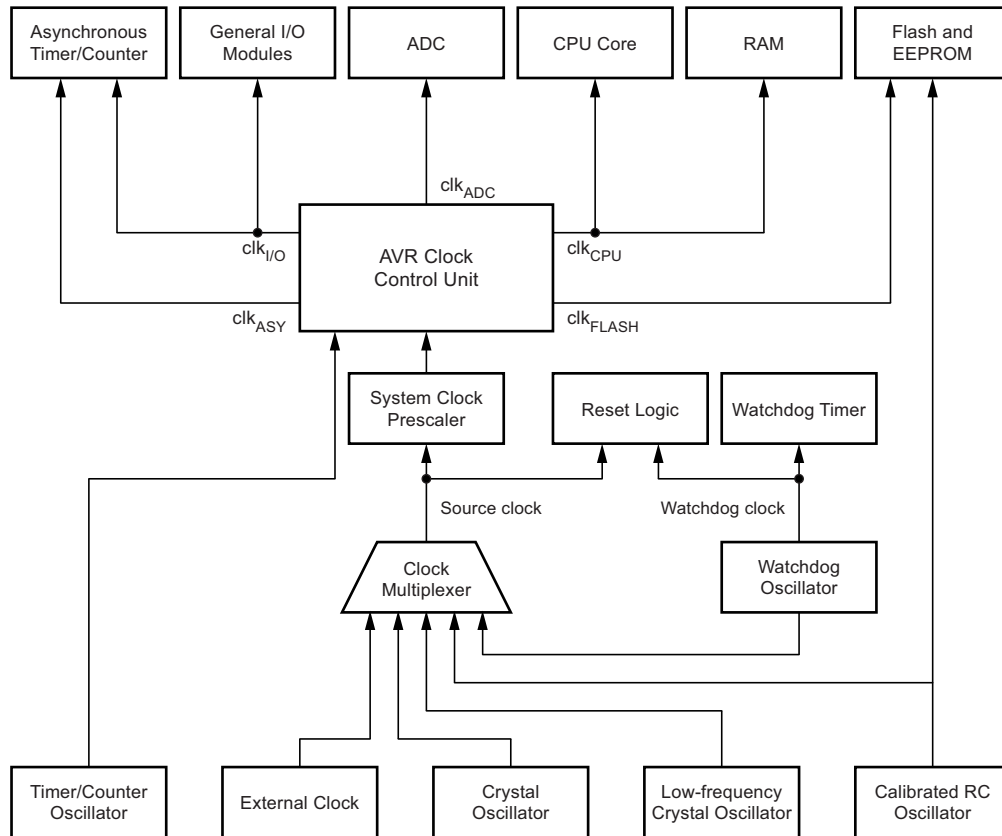 Asynchronous
Timer/Counter
General I/O
Modules
ADC
CPU Core
RAM
Flash and
EEPROM
clkADC
clkI/O
AVR Clock
Control Unit
clkCPU
clkASY
clkFLASH
System Clock
Prescaler
Reset Logic
Watchdog Timer
Source clock
Watchdog clock
Clock
Multiplexer
Watchdog
Oscillator
Timer/Counter
Oscillator
External Clock
Crystal
Oscillator
Low-frequency
Crystal Oscillator
Calibrated RC
Oscillator